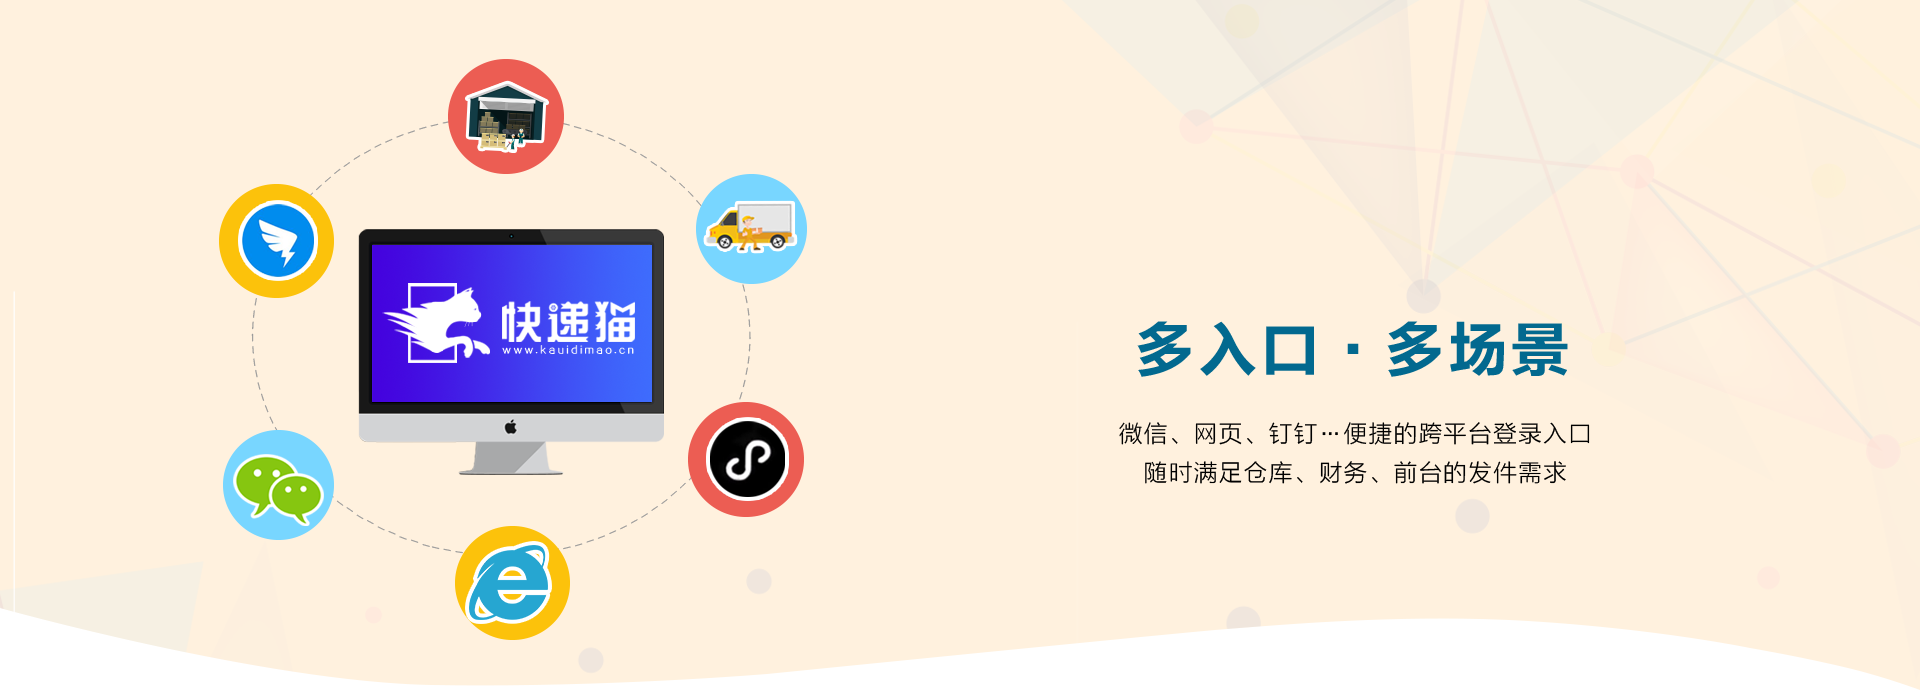 快递猫
www.kauidimao.cn
多入口·多场景
微信、网页、钉钉…便捷的跨平台登录入口
随时满足仓库、财务、前台的发件需求